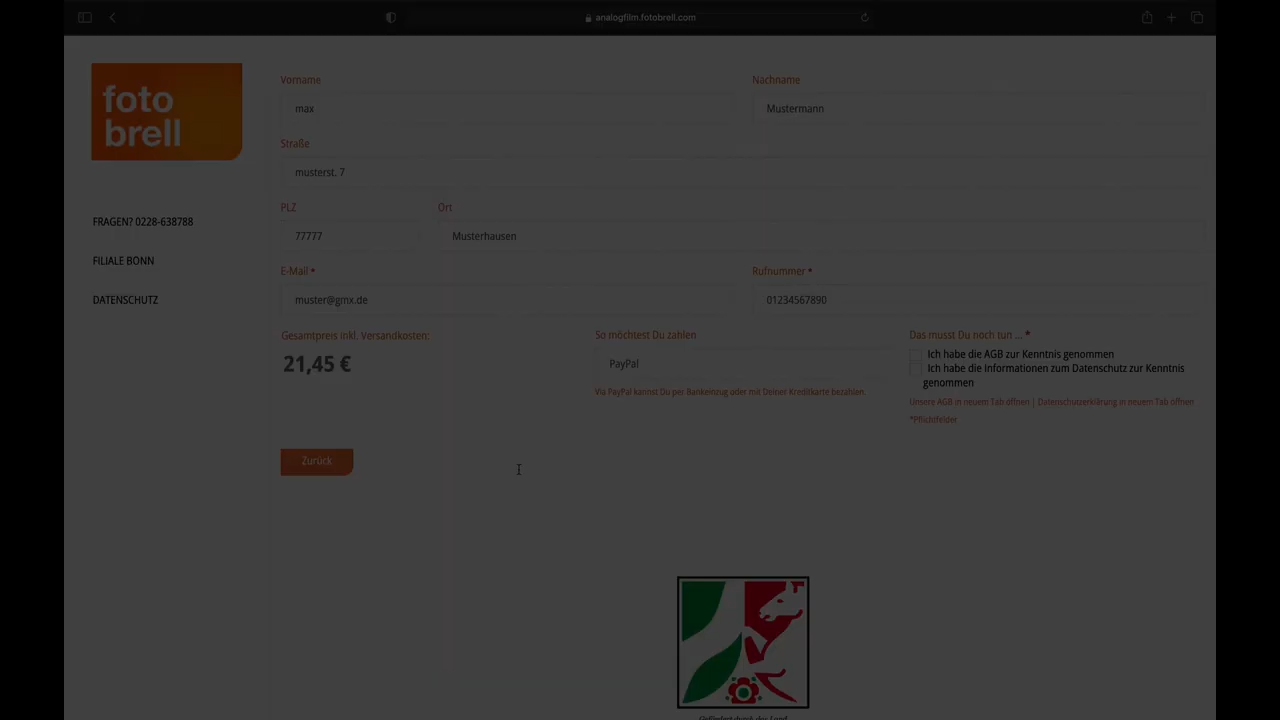 analogfilm.fotobrell.com
foto
brell
FRAGEN? 0228-638788
FILIALE BONN
DATENSCHUTZ
Vorname
Nachname
max
Mustermann
Straße
musterst. 7
PLZ
Ort
77777
Musterhausen
E-Mail *
Rufnummer *
muster@gmx.de
01234567890
Gesamtpreis inkl. Versandkosten:
21,45 €
So möchtest Du zahlen
PayPal
Via PayPal kannst Du per Bankeinzug oder mit Deiner Kreditkarte bezahlen.
Das musst Du noch tun ... *
Ich habe die AGB zur Kenntnis genommen
Ich habe die Informationen zum Datenschutz zur Kenntnis
genommen
Unsere AGB in neuem Tab öffnen | Datenschutzerklärung in neuem Tab öffnen
*Pflichtfelder
Zurück
Gefördert durch das Land